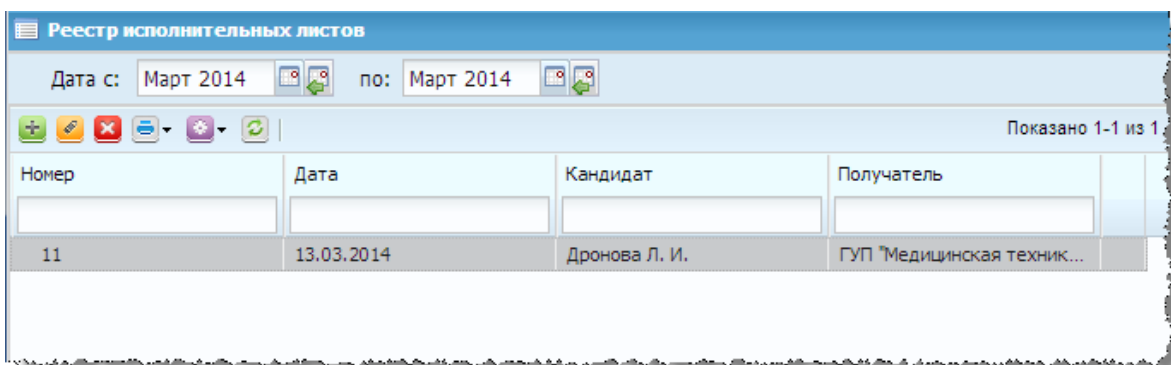 Реестр исполнительных листов
Дата с: Март 2014 по: Март 2014
Показано 1-1 из 1
Номер Дата Кандидат Получатель
11 13.03.2014 Дронова Л. И. ГУП "Медицинская техник...